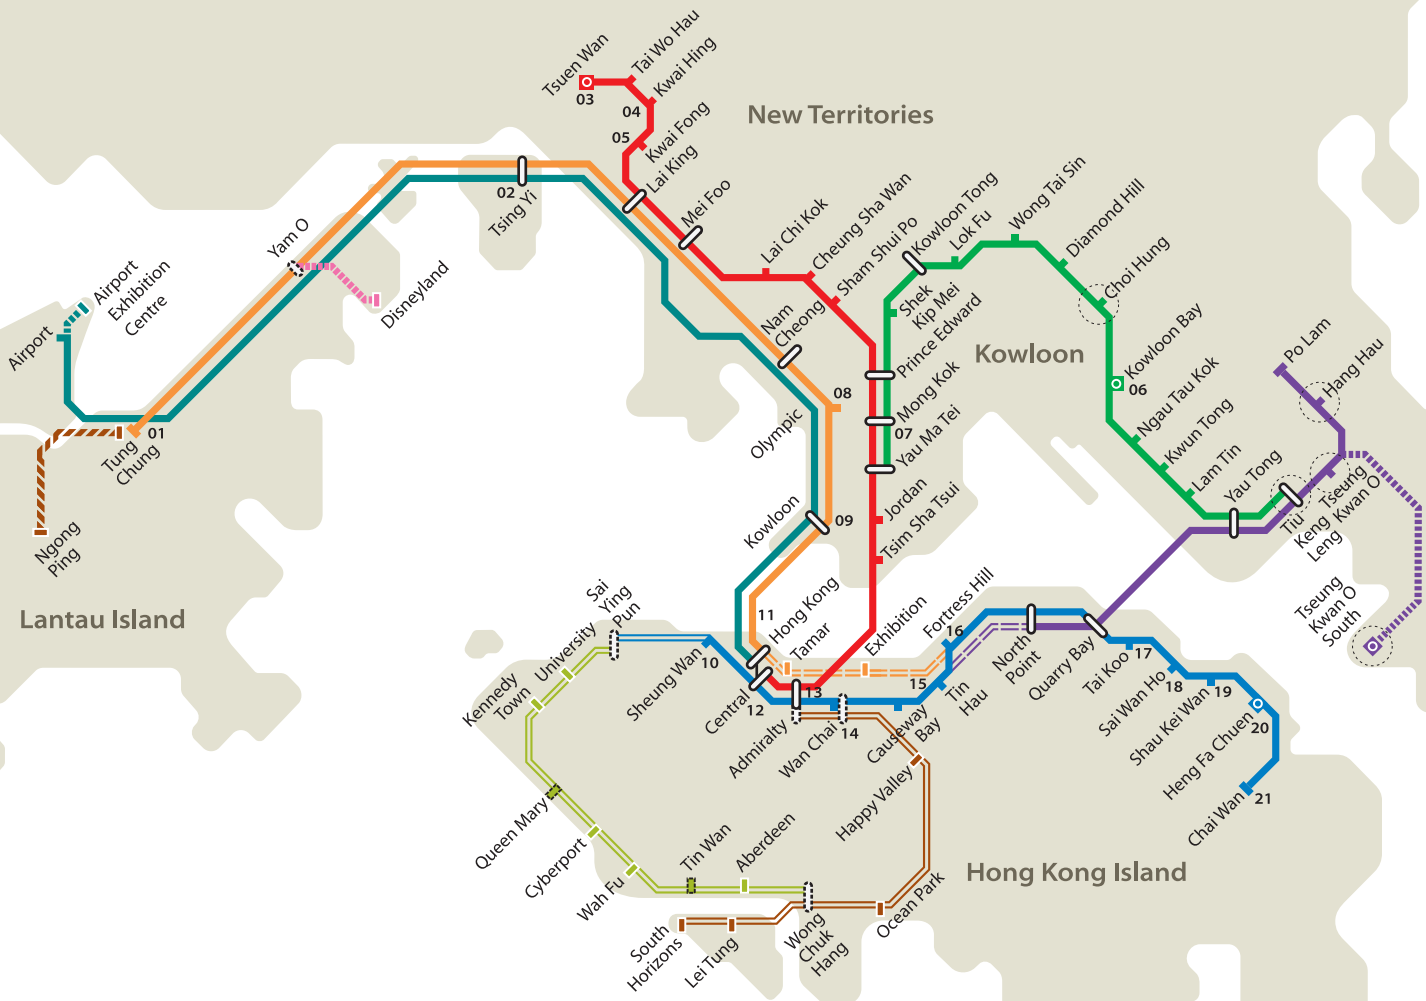 Tsuen Wan
03
Tai Wo Hau
04
Kwai Hing
05
Kwai Fong
Lai King
Mei Foo
New Territories
Lai Chi Kok
Cheung Sha Wan
Sham Shui Po
Kowloon Tong
Lok Fu
Wong Tai Sin
Diamond Hill
Choi Hung
Shek
Kip Mei
Prince Edward
Mong Kok
07
Yau Ma Tei
Kowloon
Kowloon Bay
06
Ngau Tau Kok
Kwun Tong
Lam Tin
Yau Tong
Tiu
Keng
Leng
Tseung
Kwan O
Hang Hau
Po Lam
Tseung
Kwan O
South
02
Tsing Yi
Yam O
Disneyland
Airport
Exhibition
Centre
Airport
01
Tung
Chung
Ngong
Ping
Lantau Island
Nam
Cheong
08
Olympic
Kowloon
09
Jordan
Tsim Sha Tsui
11
Hong Kong
Tamar
Exhibition
Fortress Hill
16
15
Tin
Hau
North
Point
Quarry Bay
Tai Koo
17
Sai Wan Ho
18
Shau Kei Wan
19
Heng Fa Chuen
20
Chai Wan
21
Sai
Ying
Pun
University
Kennedy
Town
Sheung Wan
10
Central
12
Admiralty
13
Wan Chai
14
Causeway
Bay
Happy Valley
Queen Mary
Cyberport
Wah Fu
Tin Wan
Aberdeen
Wong
Chuk
Hang
Ocean Park
South
Horizons
Lei Tung
Hong Kong Island